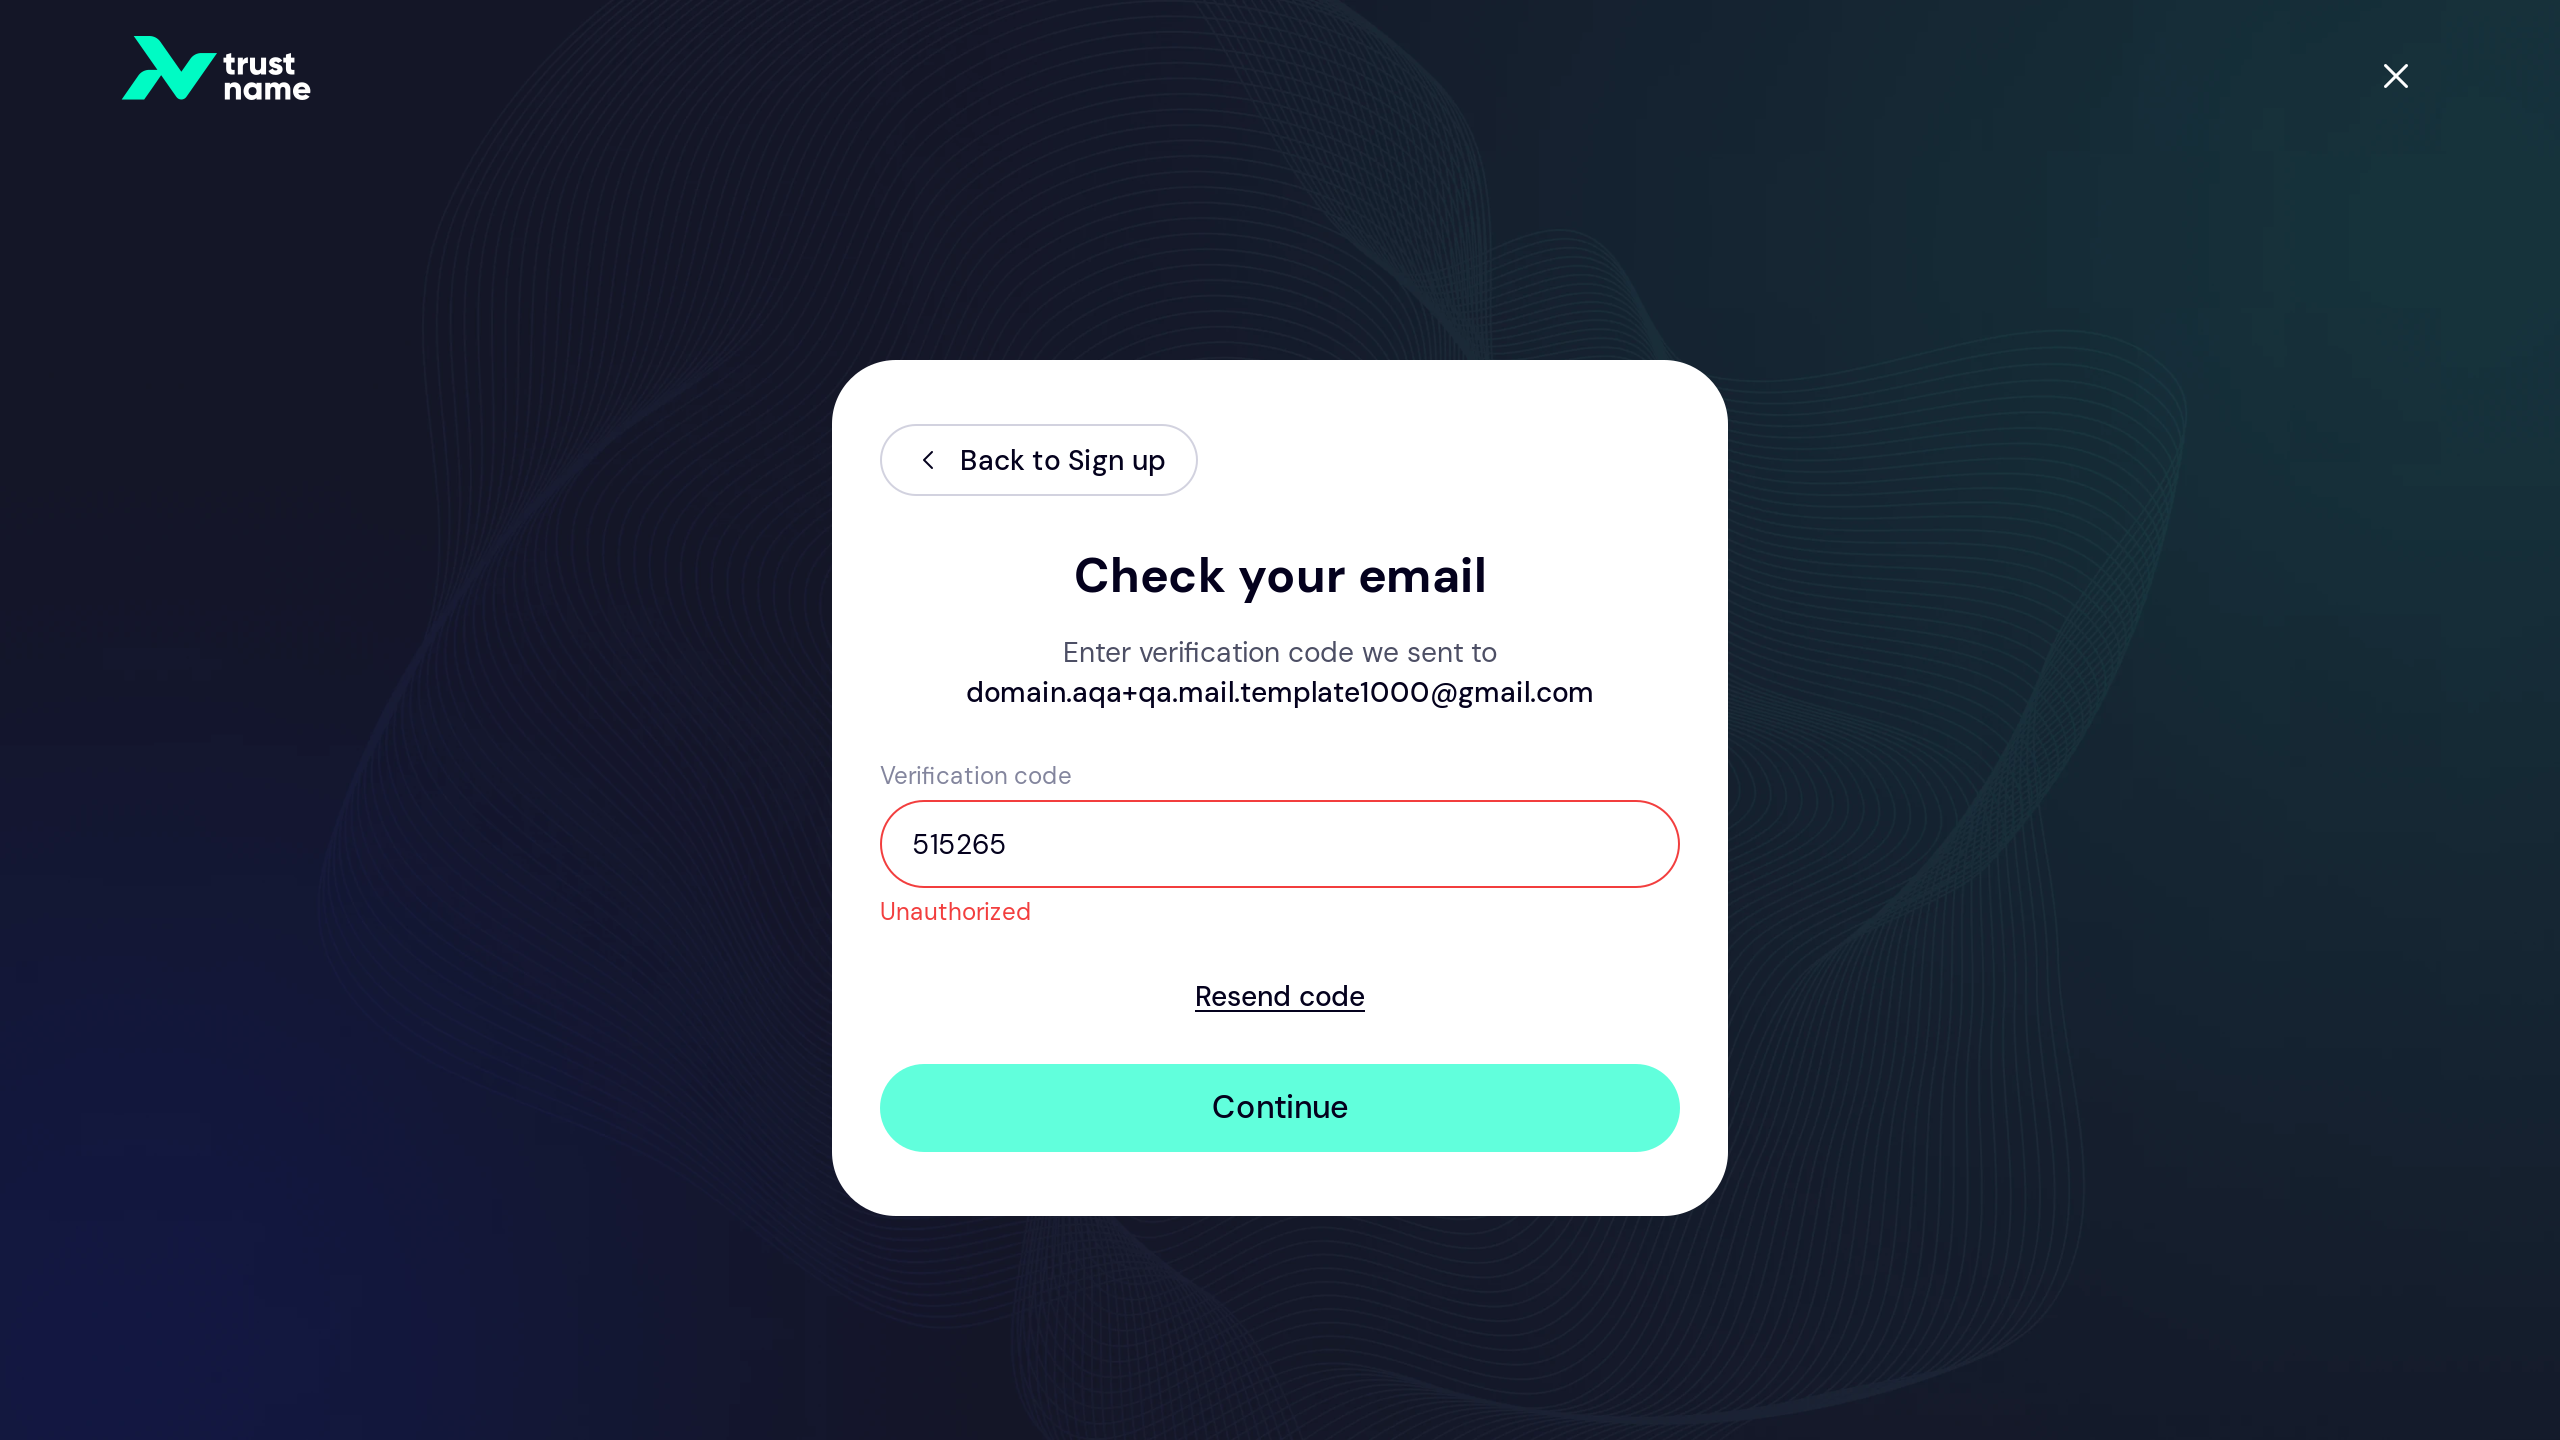 trust
name
Back to Sign up
Check your email
Enter verification code we sent to
domain.aqa+qa.mail.template1000@gmail.com
Verification code
515265
Unauthorized
Resend code
Continue